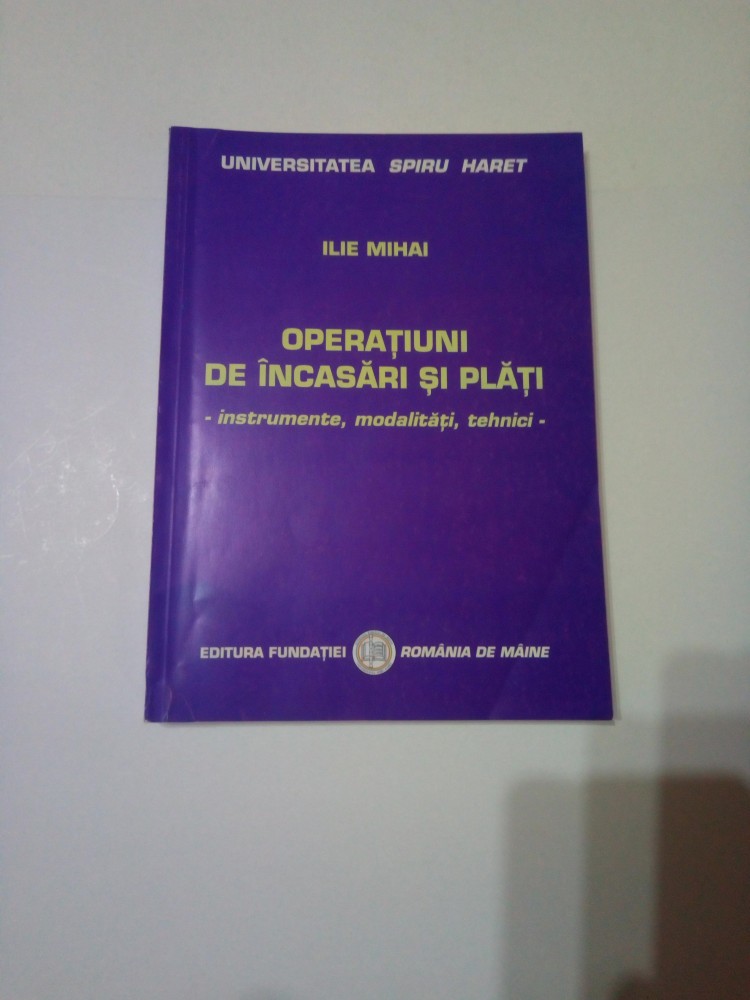 UNIVERSITATEA SPIRU HARET
ILIE MIHAI
OPERAȚIUNI
DE ÎNCASĂRI ȘI PLĂȚI
- instrumente, modalități, tehnici -
EDITURA FUNDAȚIEI ROMÂNIA DE MÂINE